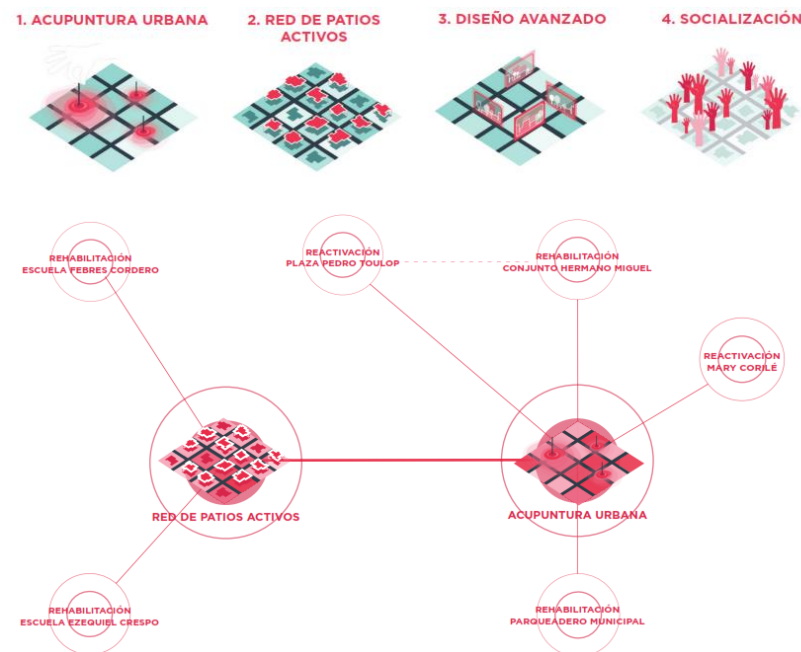 1. ACUPUNTURA URBANA
2. RED DE PATIOS
ACTIVOS
3. DISEÑO AVANZADO
4. SOCIALIZACIÓN
REHABILITACIÓN
ESCUELA FEBRES CORDERO
REACTIVACIÓN
PLAZA PEDRO TOULOP
REHABILITACIÓN
CONJUNTO HERMANO MIGUEL
REACTIVACIÓN
MARY CORILÉ
RED DE PATIOS ACTIVOS
ACUPUNTURA URBANA
REHABILITACIÓN
ESCUELA EZEQUIEL CRESPO
REHABILITACIÓN
PARQUEADERO MUNICIPAL